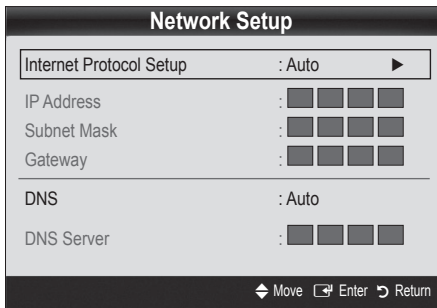 Network Setup
Internet Protocol Setup : Auto ►
IP Address :
Subnet Mask :
Gateway :
DNS : Auto
DNS Server :
Move Enter Return